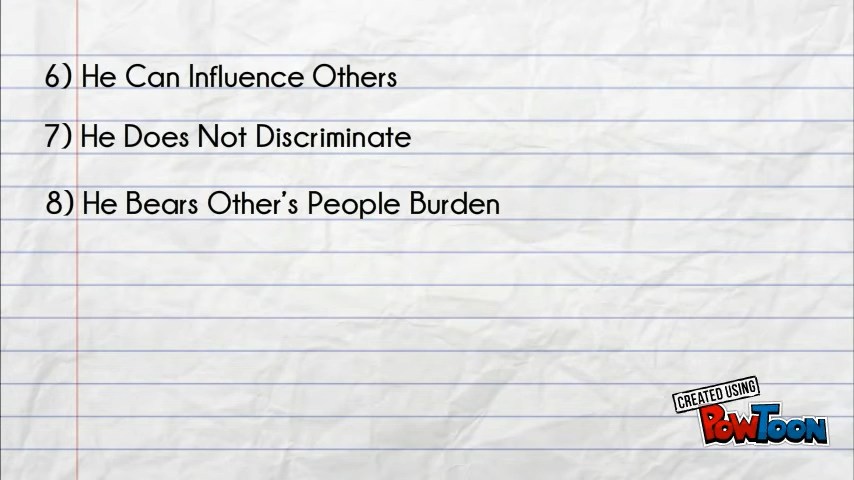 6) He Can Influence Others
7) He Does Not Discriminate
8) He Bears Other's People Burden
CREATED USING
POWTOON